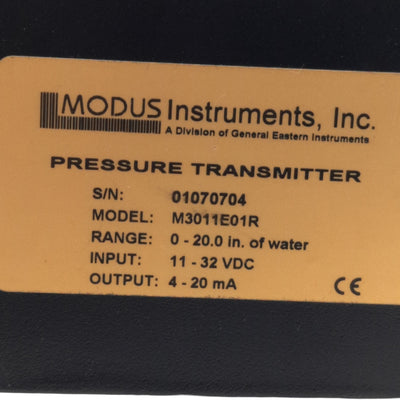 MODUS Instruments, Inc.
A Division of General Eastern Instruments
PRESSURE TRANSMITTER
S/N: 01070704
MODEL: M3011E01R
RANGE: 0 - 20.0 in. of water
INPUT: 11 - 32 VDC
OUTPUT: 4 - 20 mA CE